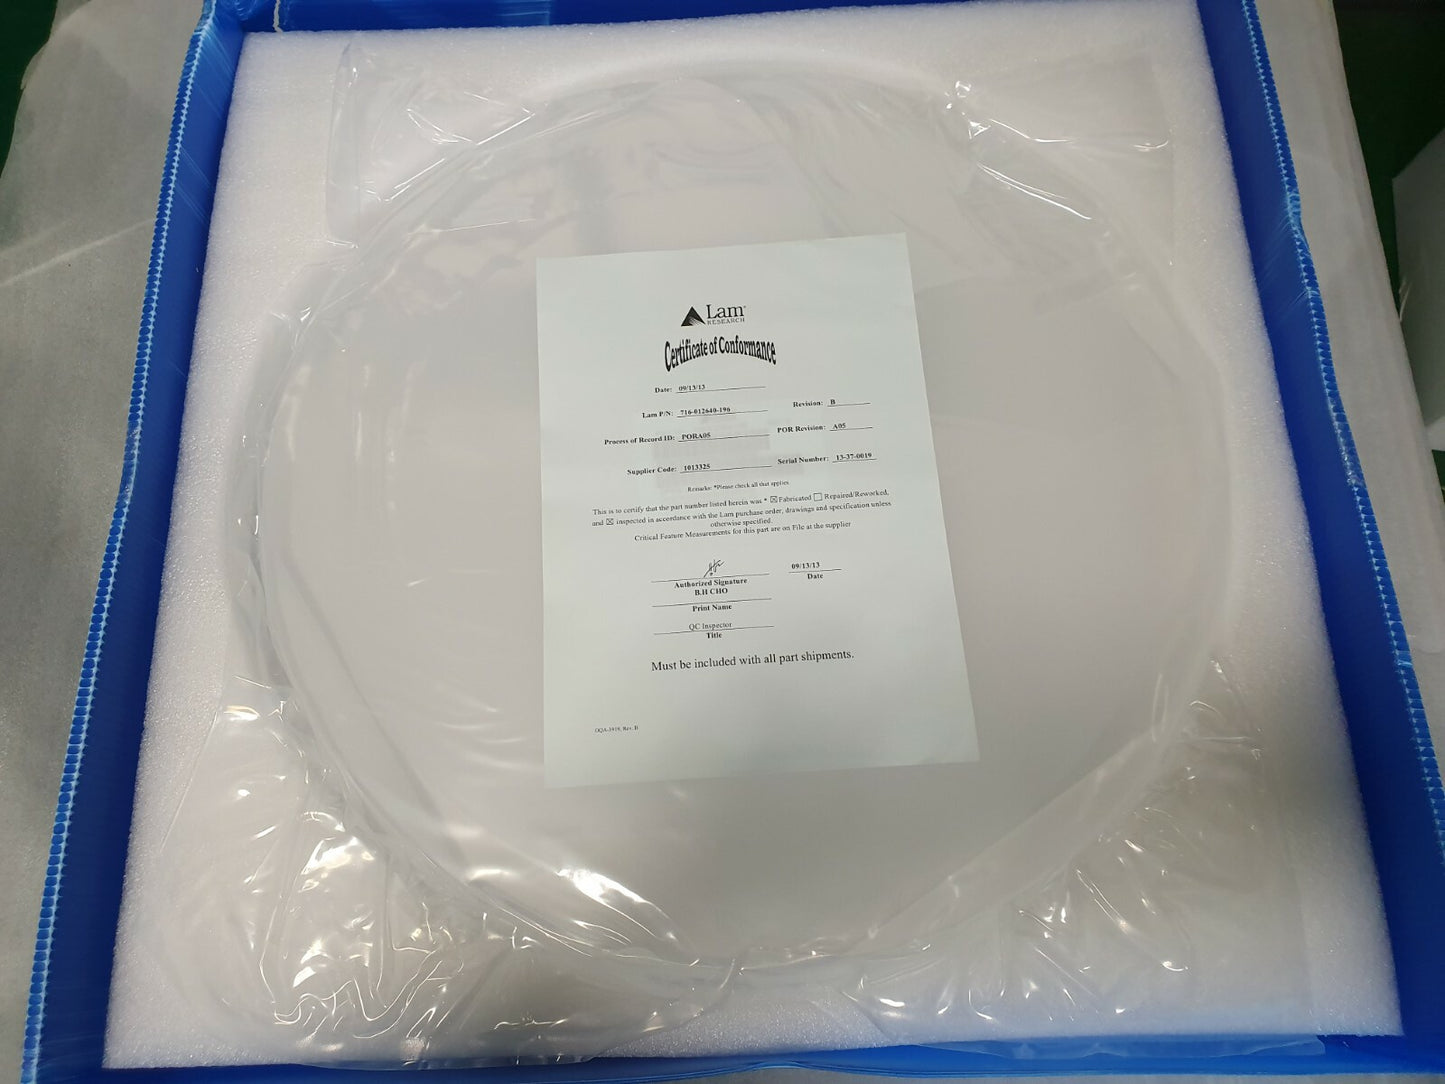 Lam
RESEARCH
Certificate of Conformance
Date: 09/13/13
Lam P/N: 716-012640-196 Revision: B
Process of Record ID: PORA05 POR Revision: A05
Supplier Code: 1013325 Serial Number: 13-37-0019
Remarks: *Please check all that applies
This is to certify that the part number listed herein was * ☒ Fabricated ☐ Repaired/Reworked,
and ☒ inspected in accordance with the Lam purchase order, drawings and specification unless
otherwise specified.
Critical Feature Measurements for this part are on File at the supplier
09/13/13
Authorized Signature Date
B.H CHO
Print Name
QC Inspector
Title
Must be included with all part shipments.
Rev. B